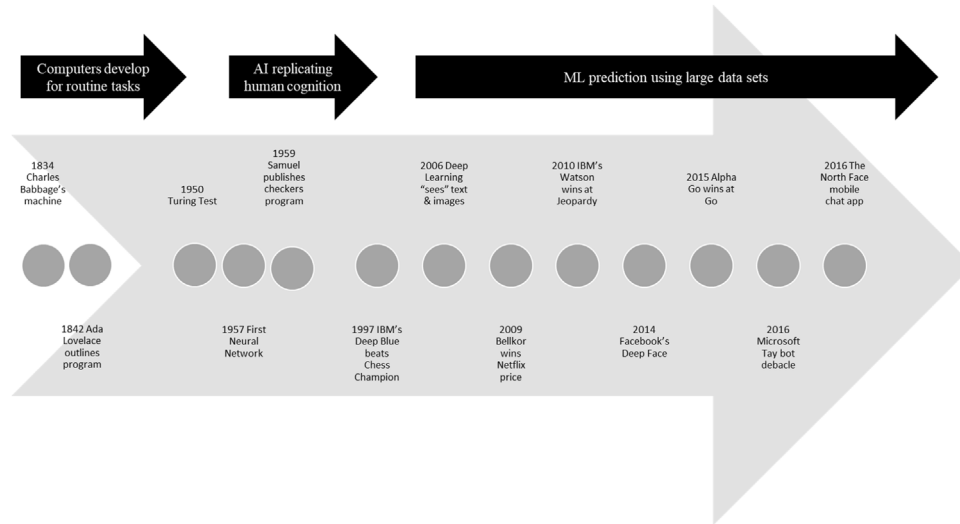 Computers develop
for routine tasks
AI replicating
human cognition
ML prediction using large data sets
1834
Charles
Babbage's
machine
1950
Turing Test
1959
Samuel
publishes
checkers
program
2006 Deep
Learning
"sees" text
& images
2010 IBM's
Watson
wins at
Jeopardy
2015 Alpha
Go wins at
Go
2016 The
North Face
mobile
chat app
1842 Ada
Lovelace
outlines
program
1957 First
Neural
Network
1997 IBM's
Deep Blue
beats
Chess
Champion
2009
Bellkor
wins
Netflix
price
2014
Facebook's
Deep Face
2016
Microsoft
Tay bot
debacle